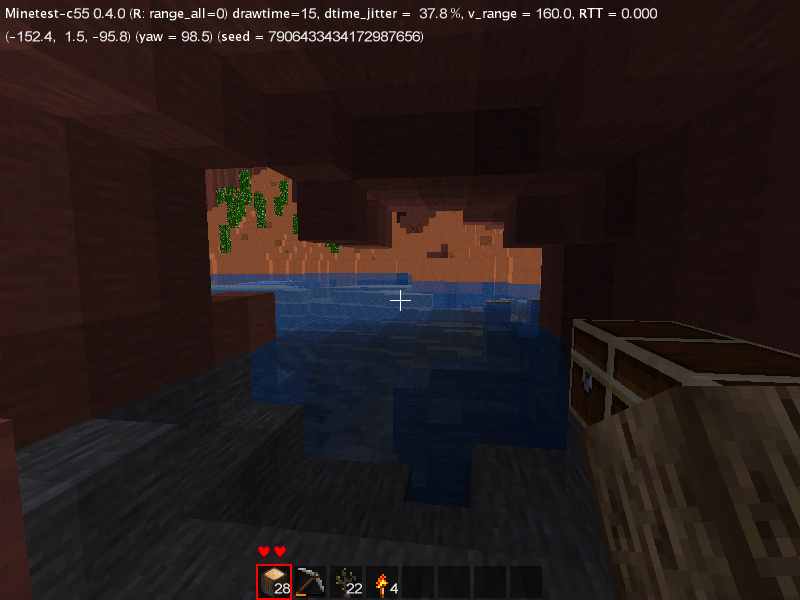 Minetest-c55 0.4.0 (R: range_all=0) drawtime=15, dtime_jitter =  37.8%, v_range = 160.0, RTT = 0.000
(-152.4,  1.5, -95.8) (yaw = 98.5) (seed = 7906433434172987656)
28 22 4